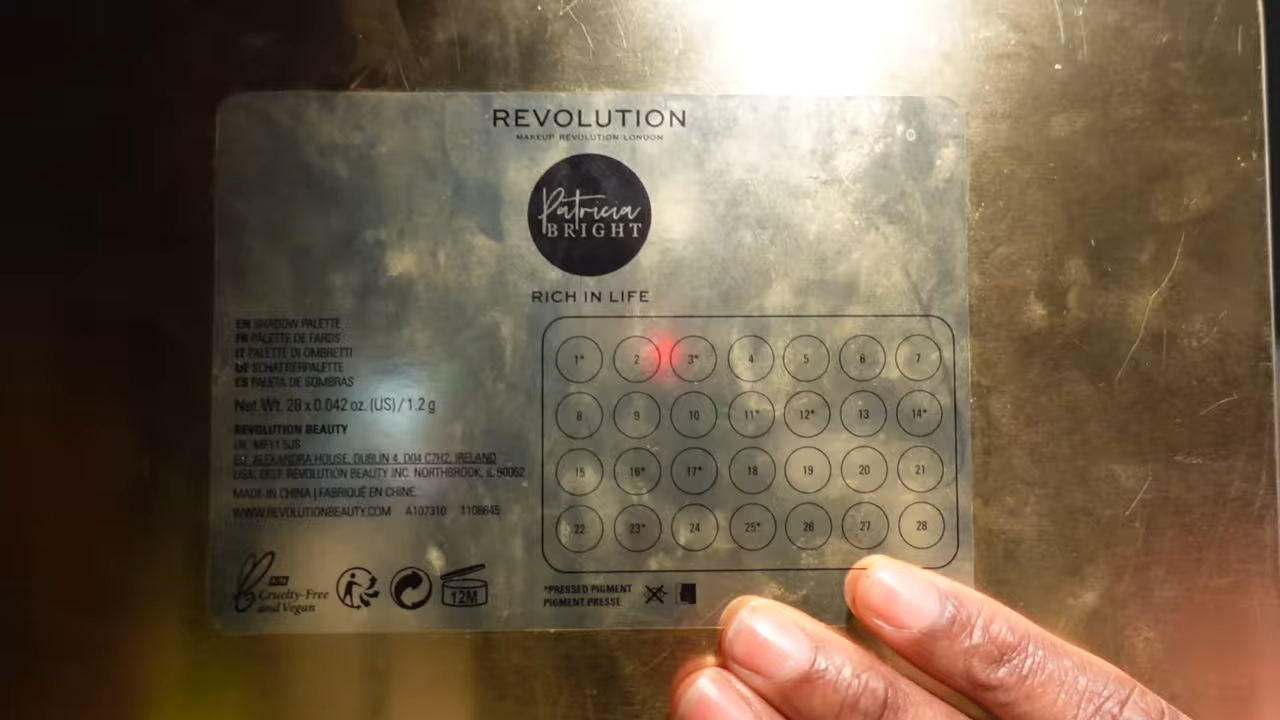 REVOLUTION
MAKEUP REVOLUTION LONDON
Patricia
BRIGHT
RICH IN LIFE
EN SHADOW PALETTE
FR PALETTE DE FARDS
IT PALETTE DI OMBRETTI
DE SCHATTIERPALETTE
ES PALETA DE SOMBRAS
Net Wt. 28 x 0.042 oz. (US) / 1.2 g
REVOLUTION BEAUTY
UK: ME11 5JS
EU: ALEXANDRA HOUSE, DUBLIN 4, D04 C7H2, IRELAND
USA: DIST. REVOLUTION BEAUTY INC. NORTHBROOK, IL 60062
MADE IN CHINA | FABRIQUÉ EN CHINE
WWW.REVOLUTIONBEAUTY.COM A107310 1108645
Cruelty-Free
and Vegan
12M
1* 2 3* 4 5 6 7
8 9 10 11* 12* 13 14*
15 16* 17* 18 19 20 21
22 23* 24 25* 26 27 28
*PRESSED PIGMENT
PIGMENT PRESSE